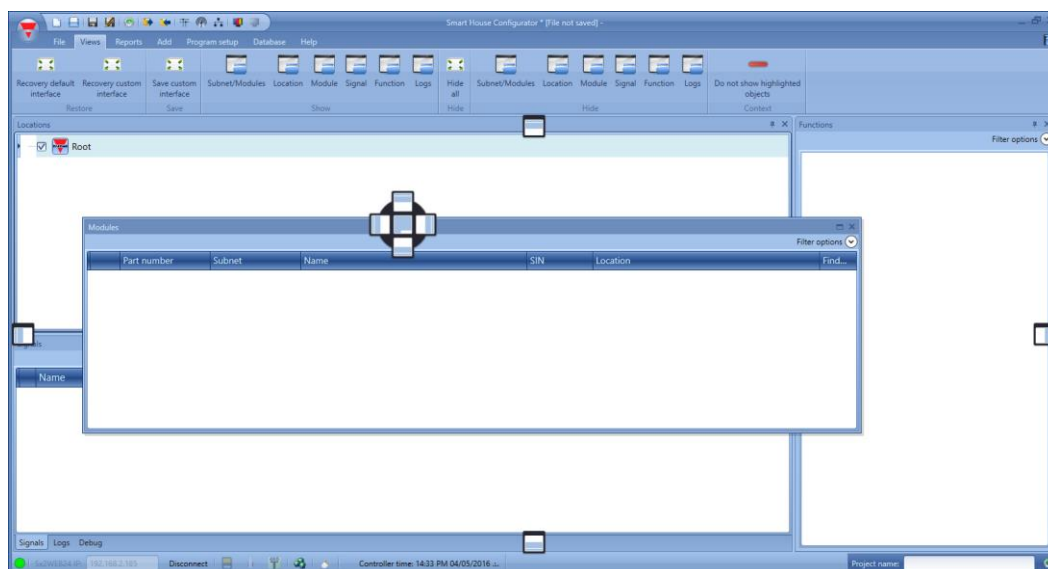 Smart House Configurator * [File not saved] -
File Views Reports Add Program setup Database Help
Recovery default interface Recovery custom interface Save custom interface Subnet/Modules Location Module Signal Function Logs Hide all Subnet/Modules Location Module Signal Function Logs Do not show highlighted objects
Restore Save Show Hide Hide Context
Locations Functions
Filter options
Root
Modules
Filter options
Part number Subnet Name SIN Location Find...
Name
Signals Logs Debug
192.168.2.103 Disconnect Controller time: 14:33 PM 04/05/2016 Project name: